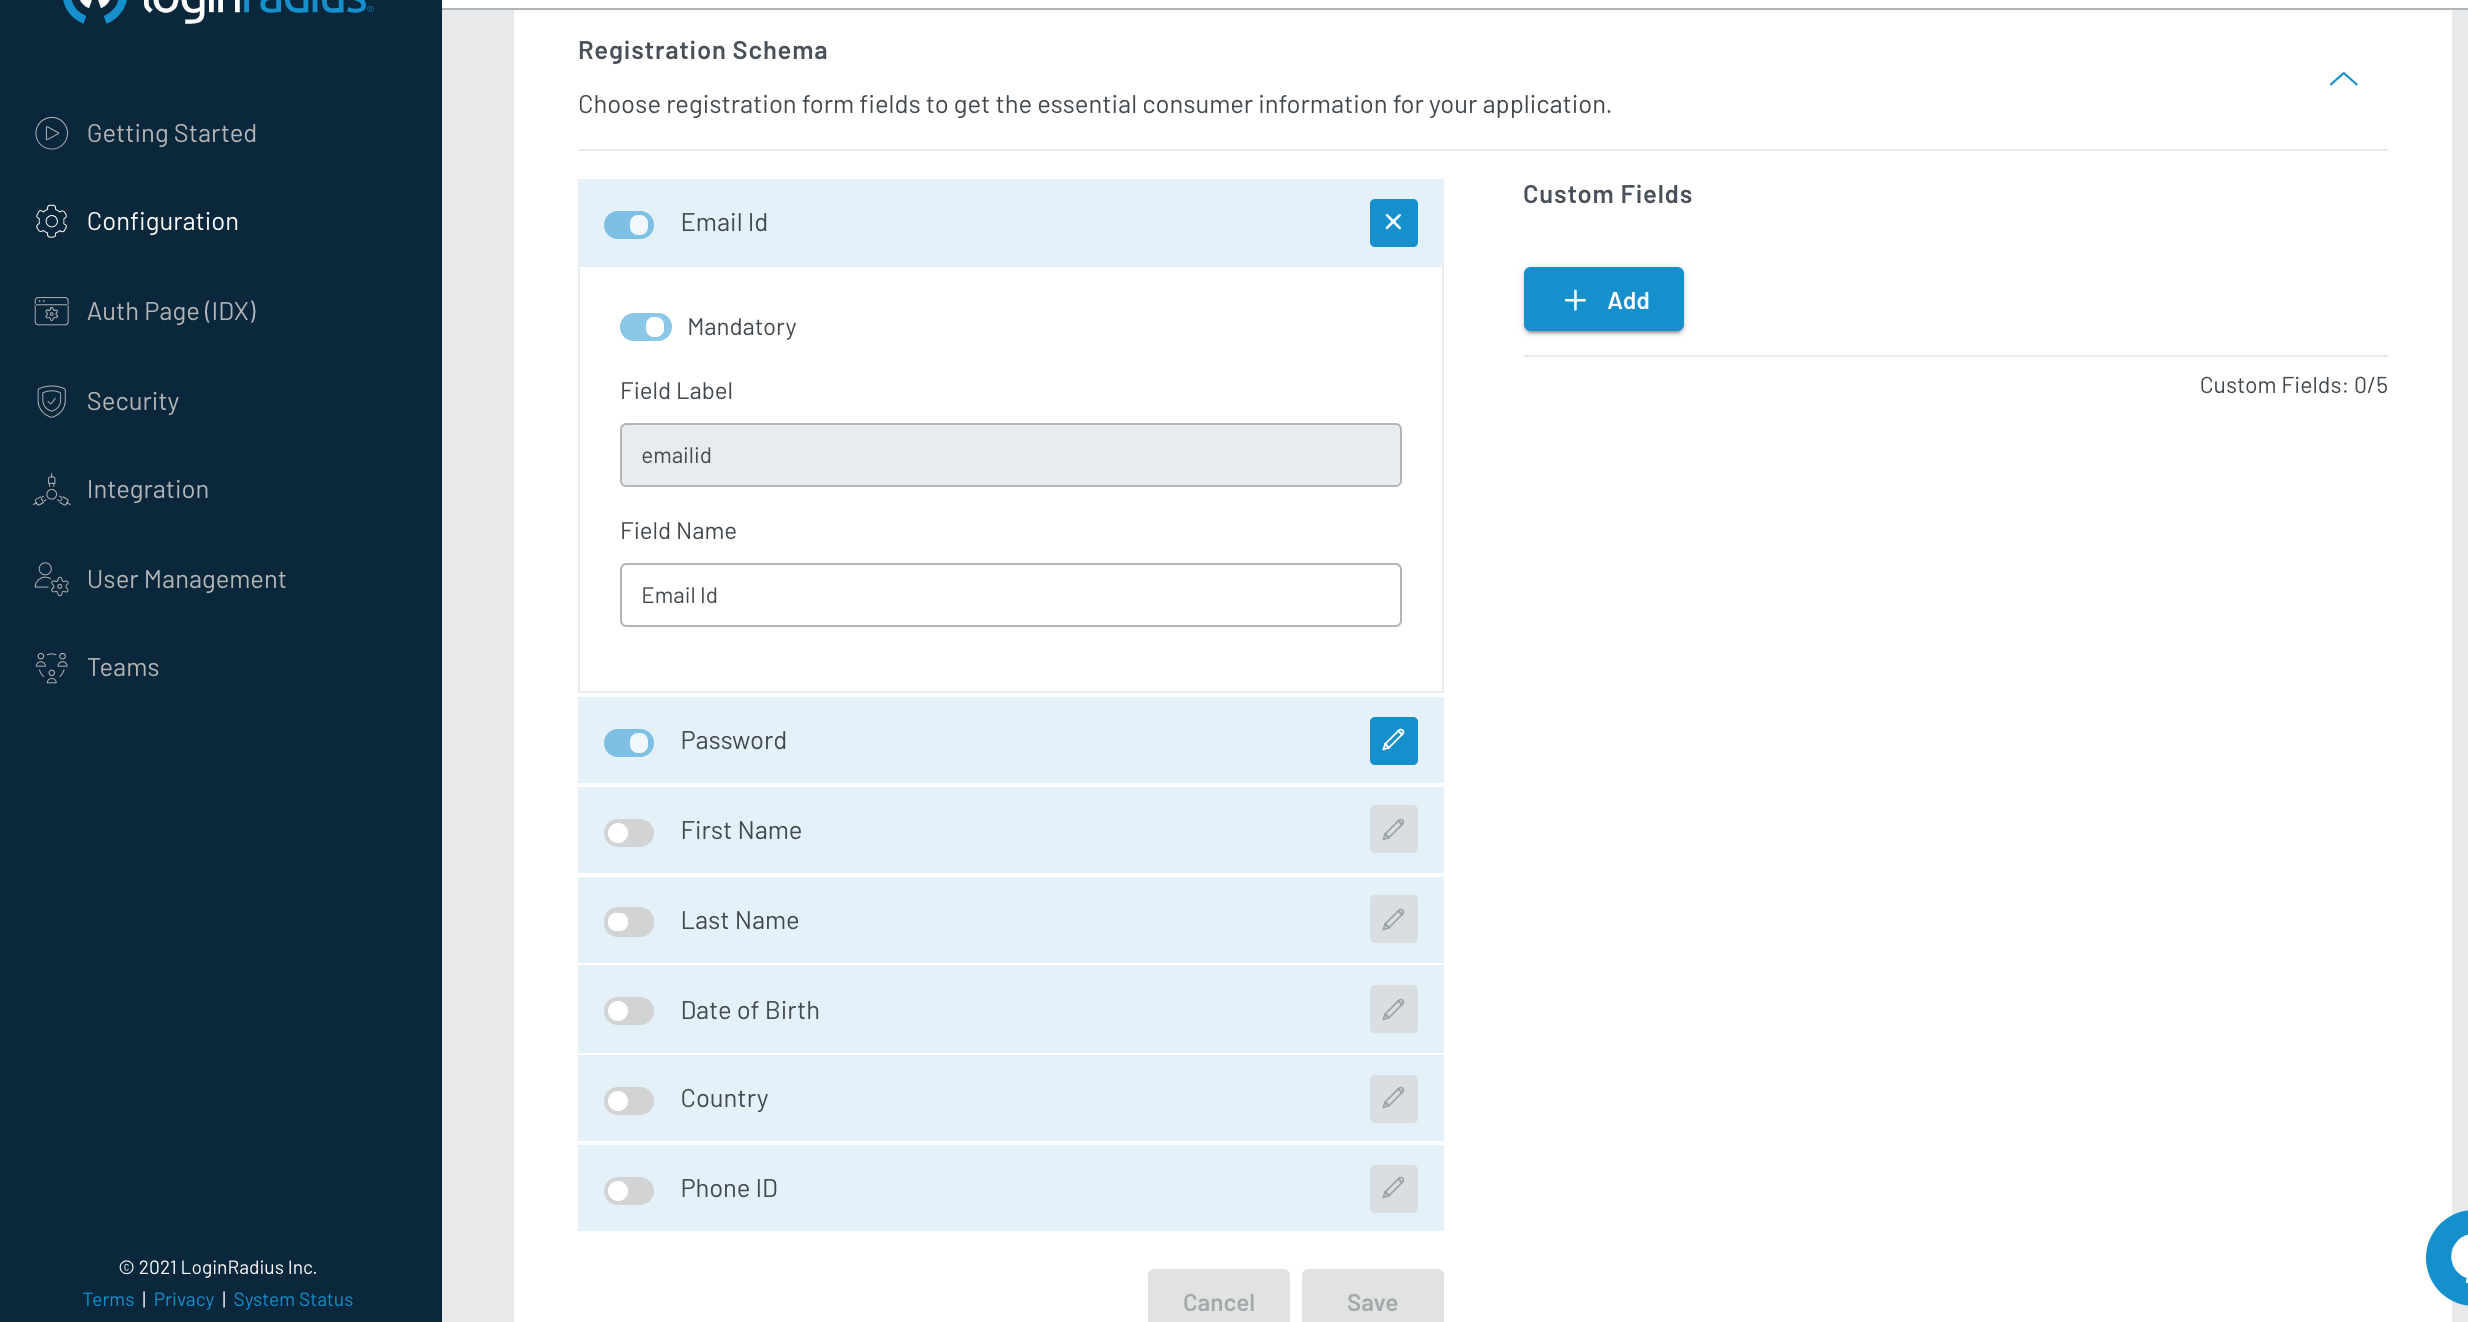 loginradius
Getting Started
Configuration
Auth Page (IDX)
Security
Integration
User Management
Teams
© 2021 LoginRadius Inc.
Terms | Privacy | System Status
Registration Schema
Choose registration form fields to get the essential consumer information for your application.
Email Id
Mandatory
Field Label
emailid
Field Name
Email Id
Password
First Name
Last Name
Date of Birth
Country
Phone ID
Cancel
Save
Custom Fields
Add
Custom Fields: 0/5